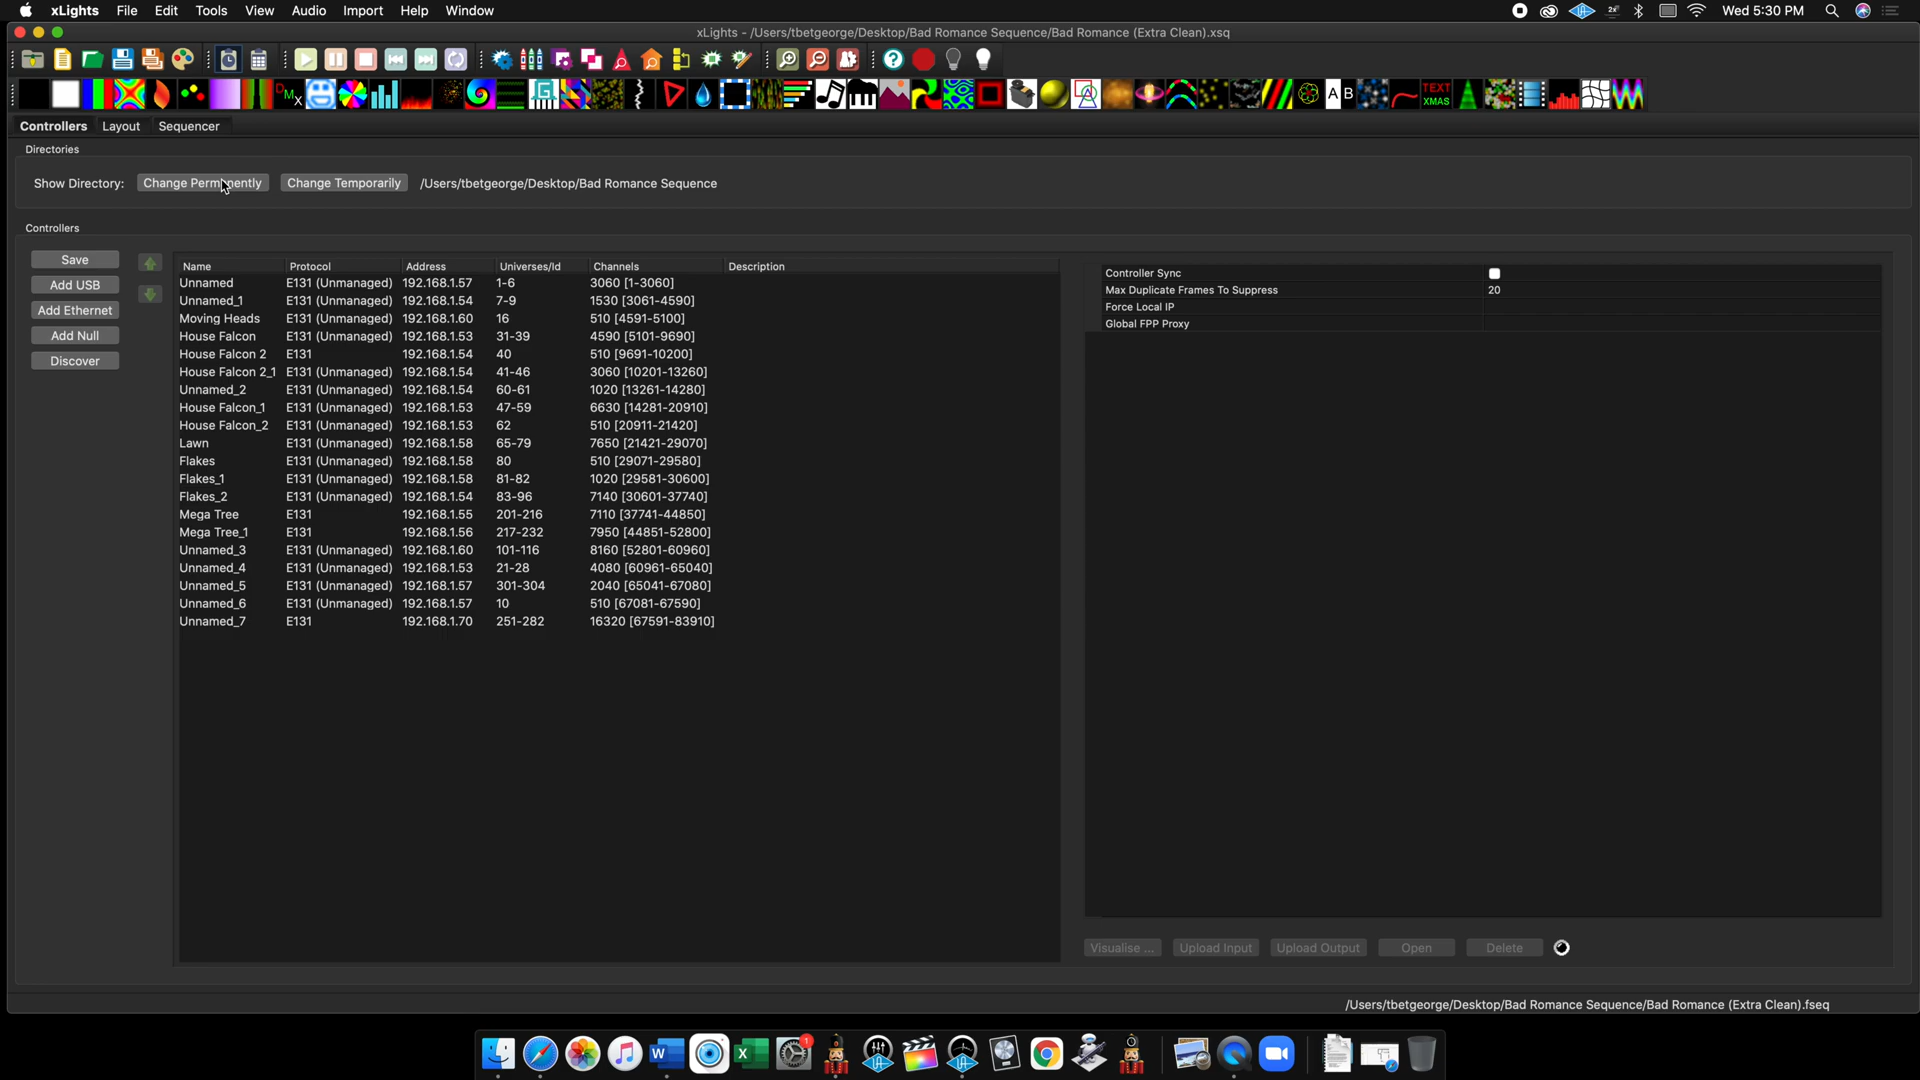 xLights File Edit Tools View Audio Import Help Window Wed 5:30 PM
xLights - /Users/tbetgeorge/Desktop/Bad Romance Sequence/Bad Romance (Extra Clean).xsq
DMX A B TEXT XMAS
Controllers Layout Sequencer
Directories
Show Directory: Change Permanently Change Temporarily /Users/tbetgeorge/Desktop/Bad Romance Sequence
Controllers
Save
Add USB
Add Ethernet
Add Null
Discover
Name Protocol Address Universes/Id Channels Description
Unnamed E131 (Unmanaged) 192.168.1.57 1-6 3060 [1-3060]
Unnamed_1 E131 (Unmanaged) 192.168.1.54 7-9 1530 [3061-4590]
Moving Heads E131 (Unmanaged) 192.168.1.60 16 510 [4591-5100]
House Falcon E131 (Unmanaged) 192.168.1.53 31-39 4590 [5101-9690]
House Falcon 2 E131 192.168.1.54 40 510 [9691-10200]
House Falcon 2_1 E131 (Unmanaged) 192.168.1.54 41-46 3060 [10201-13260]
Unnamed_2 E131 (Unmanaged) 192.168.1.54 60-61 1020 [13261-14280]
House Falcon_1 E131 (Unmanaged) 192.168.1.53 47-59 6630 [14281-20910]
House Falcon_2 E131 (Unmanaged) 192.168.1.53 62 510 [20911-21420]
Lawn E131 (Unmanaged) 192.168.1.58 65-79 7650 [21421-29070]
Flakes E131 (Unmanaged) 192.168.1.58 80 510 [29071-29580]
Flakes_1 E131 (Unmanaged) 192.168.1.58 81-82 1020 [29581-30600]
Flakes_2 E131 (Unmanaged) 192.168.1.54 83-96 7140 [30601-37740]
Mega Tree E131 192.168.1.55 201-216 7110 [37741-44850]
Mega Tree_1 E131 192.168.1.56 217-232 7950 [44851-52800]
Unnamed_3 E131 (Unmanaged) 192.168.1.60 101-116 8160 [52801-60960]
Unnamed_4 E131 (Unmanaged) 192.168.1.53 21-28 4080 [60961-65040]
Unnamed_5 E131 (Unmanaged) 192.168.1.57 301-304 2040 [65041-67080]
Unnamed_6 E131 (Unmanaged) 192.168.1.57 10 510 [67081-67590]
Unnamed_7 E131 192.168.1.70 251-282 16320 [67591-83910]
Controller Sync
Max Duplicate Frames To Suppress 20
Force Local IP
Global FPP Proxy
Visualise ... Upload Input Upload Output Open Delete
/Users/tbetgeorge/Desktop/Bad Romance Sequence/Bad Romance (Extra Clean).fseq
1